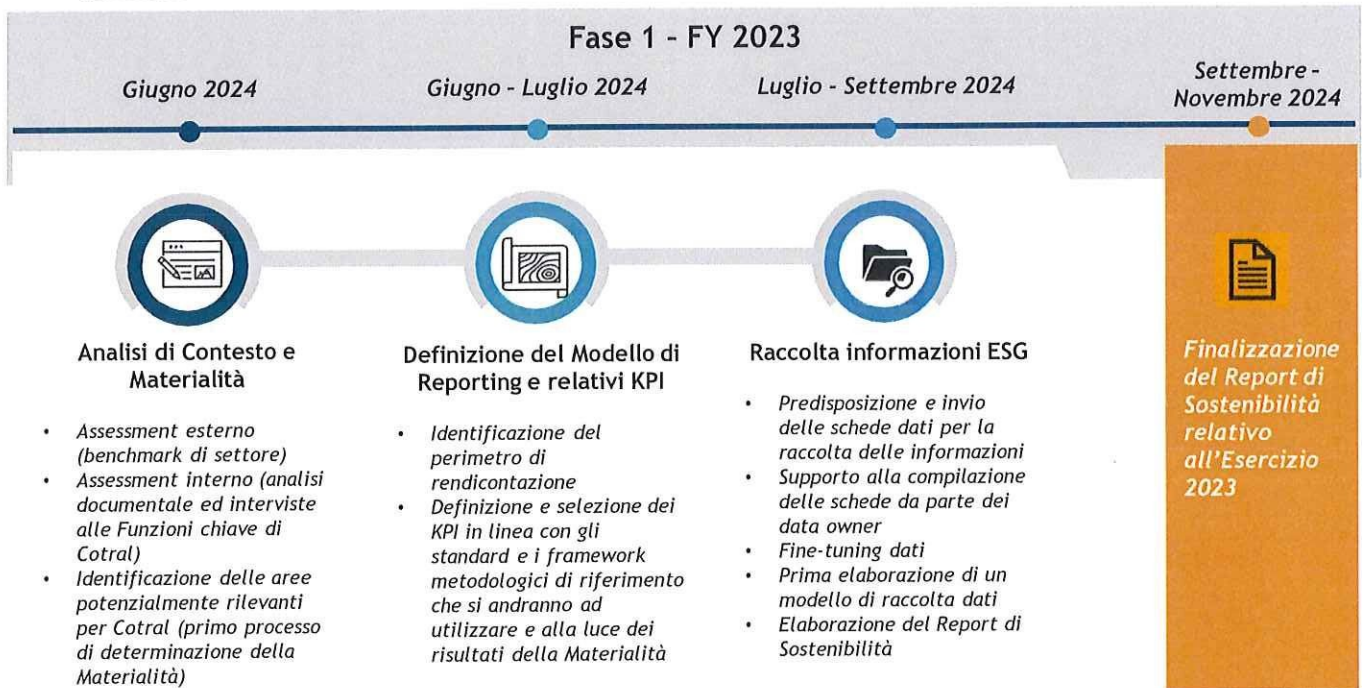 Fase 1 - FY 2023
Giugno 2024
Giugno - Luglio 2024
Luglio - Settembre 2024
Settembre -
Novembre 2024
Analisi di Contesto e
Materialità
• Assessment esterno
(benchmark di settore)
• Assessment interno (analisi
documentale ed interviste
alle Funzioni chiave di
Cotral)
• Identificazione delle aree
potenzialmente rilevanti
per Cotral (primo processo
di determinazione della
Materialità)
Definizione del Modello di
Reporting e relativi KPI
• Identificazione del
perimetro di
rendicontazione
• Definizione e selezione dei
KPI in linea con gli
standard e i framework
metodologici di riferimento
che si andranno ad
utilizzare e alla luce dei
risultati della Materialità
Raccolta informazioni ESG
• Predisposizione e invio
delle schede dati per la
raccolta delle informazioni
• Supporto alla compilazione
delle schede da parte dei
data owner
• Fine-tuning dati
• Prima elaborazione di un
modello di raccolta dati
• Elaborazione del Report di
Sostenibilità
Finalizzazione
del Report di
Sostenibilità
relativo
all'Esercizio
2023